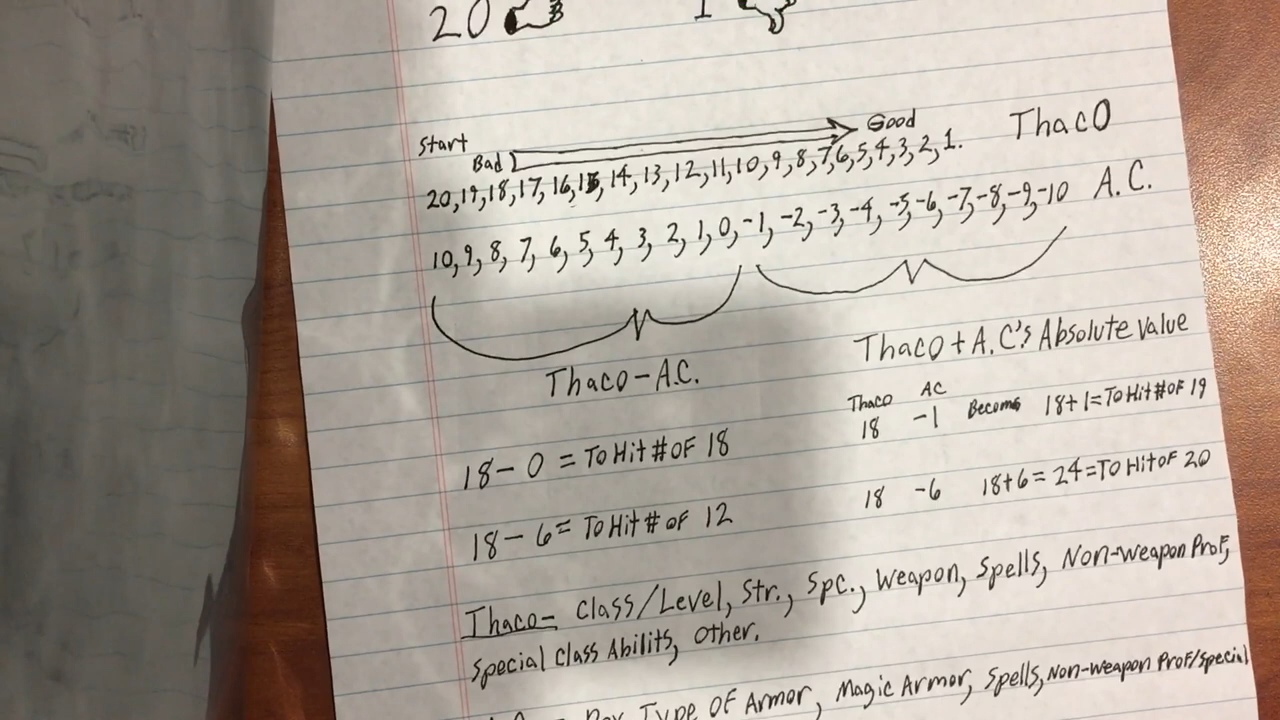 20 1
Start
Bad Good
20,19,18,17,16,15,14,13,12,11,10,9,8,7,6,5,4,3,2,1. Thac0
10,9,8,7,6,5,4,3,2,1,0,-1,-2,-3,-4,-5,-6,-7,-8,-9,-10 A.C.
Thaco-A.C.
18-0 = To Hit # OF 18
18-6= To Hit # OF 12
Thac0 + A.C's Absolute Value
Thaco AC
18 -1 Becomes 18+1=To Hit # OF 19
18 -6 18+6=24=To Hit OF 20
Thaco- Class/Level, Str., Spc., Weapon, Spells, Non-weapon Prof,
Special Class Abilits, Other.
Type OF Armor, Magic Armor, Spells, Non-weapon Prof/Special